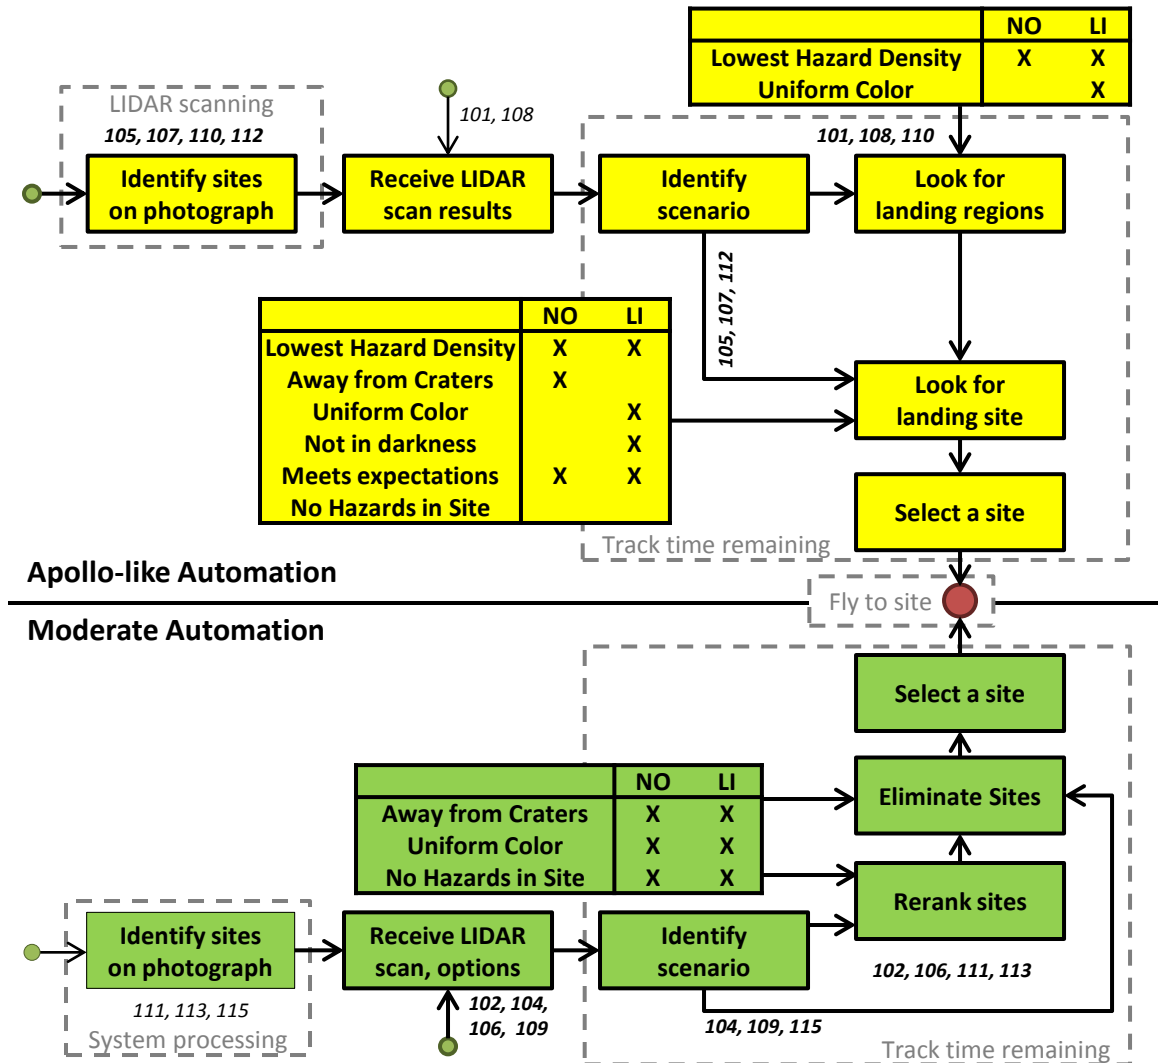 NO LI
Lowest Hazard Density X X
Uniform Color X
LIDAR scanning
105, 107, 110, 112
101, 108
101, 108, 110
Identify sites
on photograph
Receive LIDAR
scan results
Identify
scenario
Look for
landing regions
105, 107, 112
NO LI
Lowest Hazard Density X X
Away from Craters X
Uniform Color X
Not in darkness X
Meets expectations X X
No Hazards in Site
Look for
landing site
Select a site
Track time remaining
Apollo-like Automation
Fly to site
Moderate Automation
Select a site
NO LI
Away from Craters X X
Uniform Color X X
No Hazards in Site X X
Eliminate Sites
Rerank sites
Identify sites
on photograph
Receive LIDAR
scan, options
Identify
scenario
102, 106, 111, 113
111, 113, 115
System processing
102, 104,
106, 109
104, 109, 115
Track time remaining